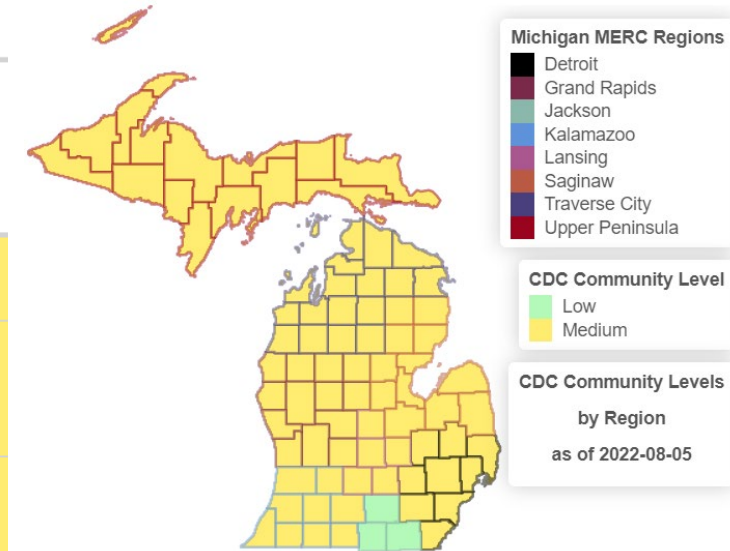 Michigan MERC Regions
Detroit
Grand Rapids
Jackson
Kalamazoo
Lansing
Saginaw
Traverse City
Upper Peninsula
CDC Community Level
Low
Medium
CDC Community Levels
by Region
as of 2022-08-05